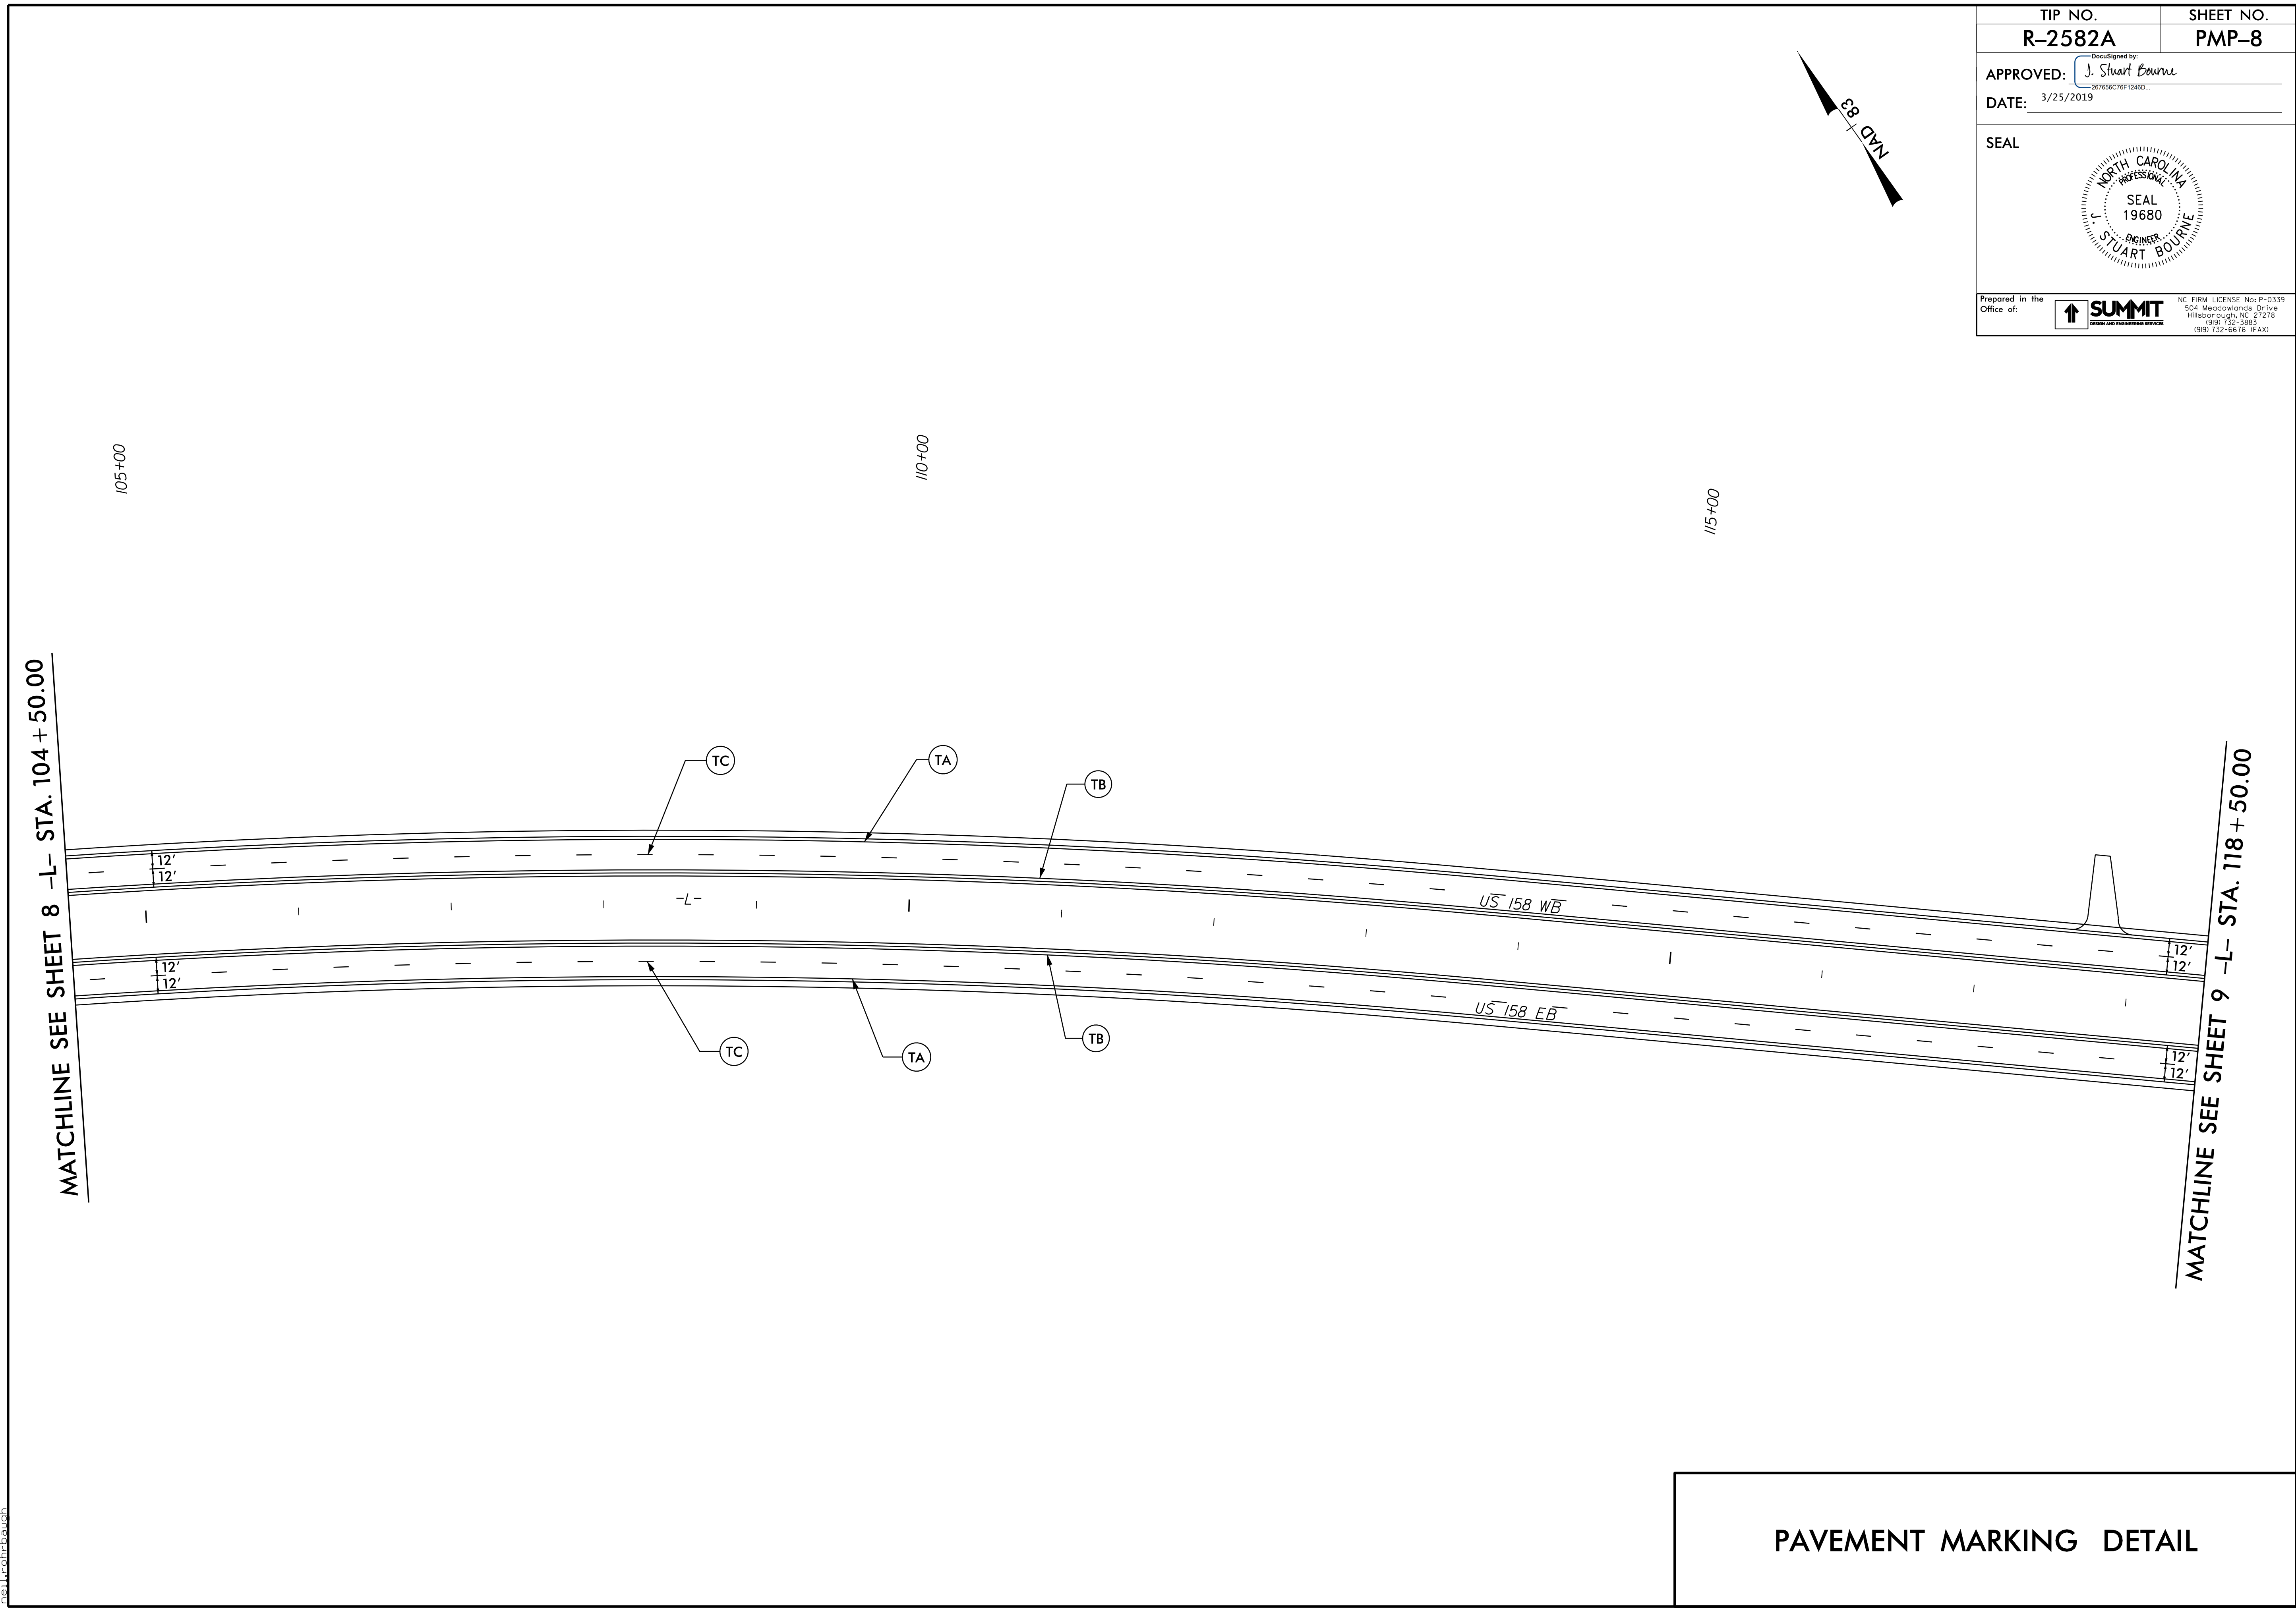 TIP NO. SHEET NO.
R–2582A PMP–8
DocuSigned by:
APPROVED: J. Stuart Bourne
267656C76F1246D...
DATE: 3/25/2019
SEAL
NORTH CAROLINA
PROFESSIONAL
SEAL
19680
ENGINEER
J. STUART BOURNE
Prepared in the
Office of:
SUMMIT
DESIGN AND ENGINEERING SERVICES
NC FIRM LICENSE No: P-0339
504 Meadowlands Drive
Hillsborough, NC 27278
(919) 732-3883
(919) 732-6676 (FAX)
NAD 83
105+00
110+00
115+00
MATCHLINE SEE SHEET 8 –L– STA. 104+50.00
TC
TA
TB
12'
12'
-L-
US 158 WB
12'
12'
12'
12'
US 158 EB
12'
12'
TC
TA
TB
MATCHLINE SEE SHEET 9 –L– STA. 118+50.00
PAVEMENT MARKING DETAIL
neil.rohrbaugh